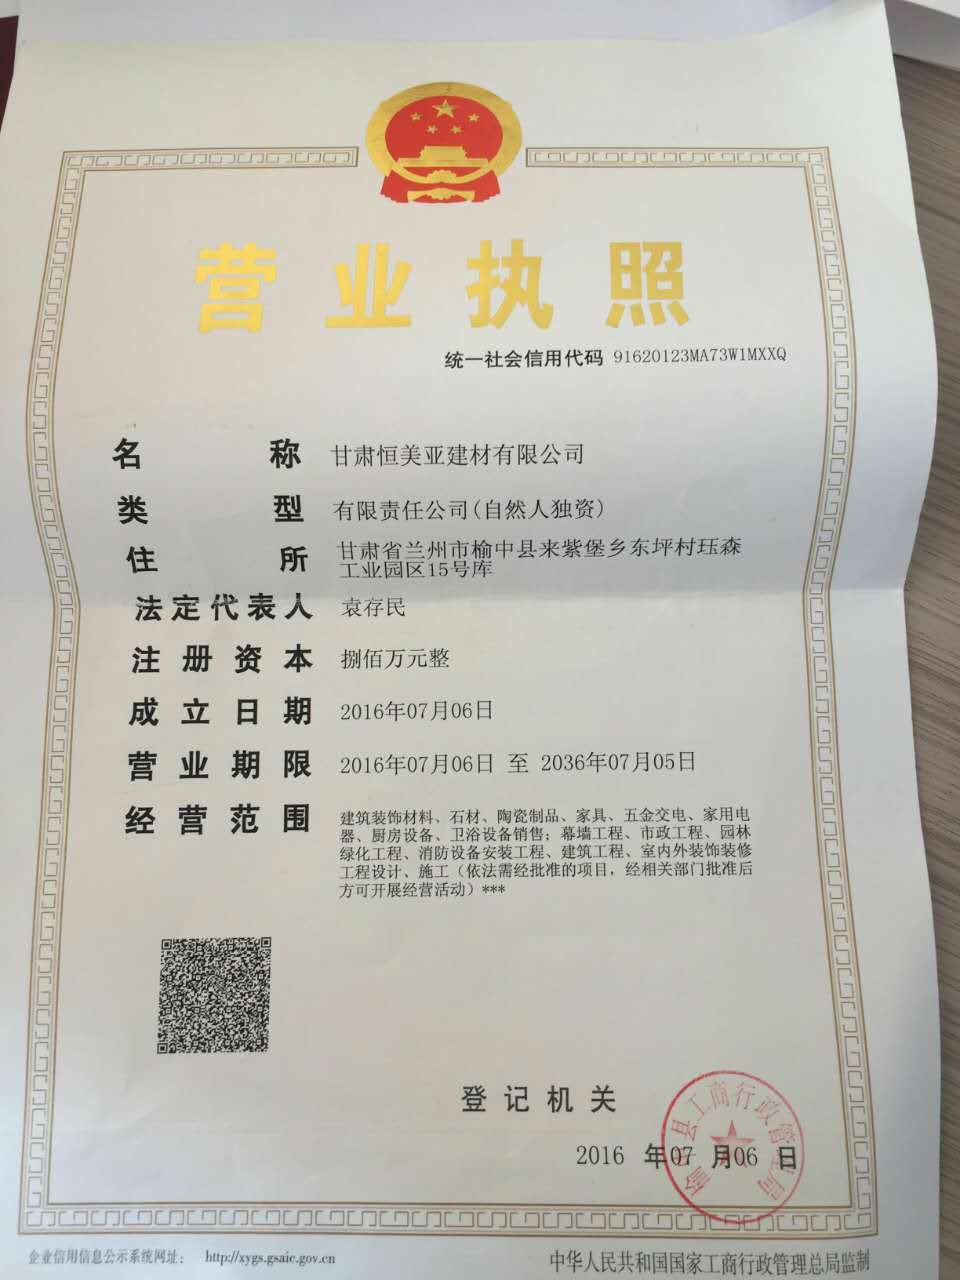 营业执照
统一社会信用代码 91620123MA73W1MXXQ
名称 甘肃恒美亚建材有限公司
类型 有限责任公司(自然人独资)
住所 甘肃省兰州市榆中县来紫堡乡东坪村珏森
工业园区15号库
法定代表人 袁存民
注册资本 捌佰万元整
成立日期 2016年07月06日
营业期限 2016年07月06日 至 2036年07月05日
经营范围 建筑装饰材料、石材、陶瓷制品、家具、五金交电、家用电
器、厨房设备、卫浴设备销售；幕墙工程、市政工程、园林
绿化工程、消防设备安装工程、建筑工程、室内外装饰装修
工程设计、施工（依法需经批准的项目，经相关部门批准后
方可开展经营活动）***
登记机关
榆中县工商行政管理局
2016 年07 月06 日
企业信用信息公示系统网址： http://xygs.gsaic.gov.cn
中华人民共和国国家工商行政管理总局监制